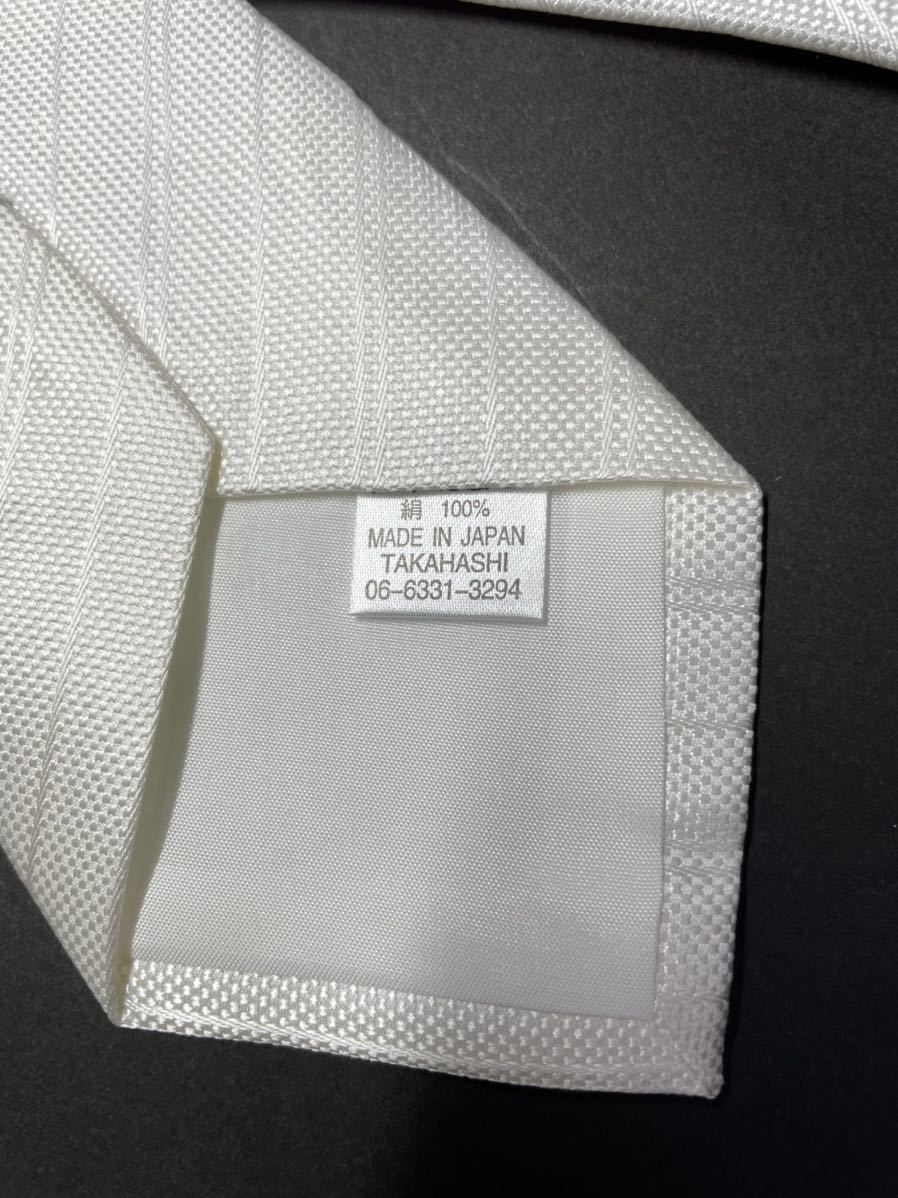 絹 100%
MADE IN JAPAN
TAKAHASHI
06-6331-3294